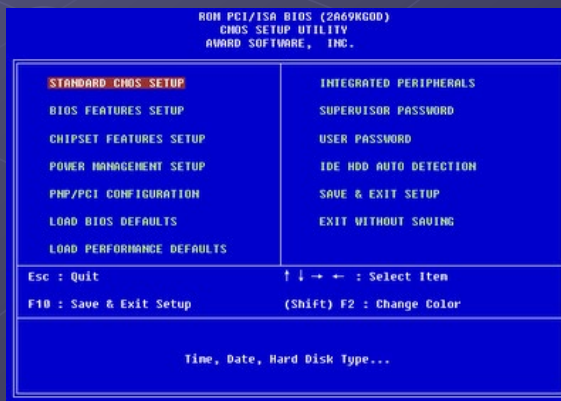 ROM PCI/ISA BIOS (2A69KGOD)
CMOS SETUP UTILITY
AWARD SOFTWARE, INC.
STANDARD CMOS SETUP
BIOS FEATURES SETUP
CHIPSET FEATURES SETUP
POWER MANAGEMENT SETUP
PNP/PCI CONFIGURATION
LOAD BIOS DEFAULTS
LOAD PERFORMANCE DEFAULTS
INTEGRATED PERIPHERALS
SUPERVISOR PASSWORD
USER PASSWORD
IDE HDD AUTO DETECTION
SAVE & EXIT SETUP
EXIT WITHOUT SAVING
Esc : Quit
↑ ↓ → ← : Select Item
F10 : Save & Exit Setup
(Shift) F2 : Change Color
Time, Date, Hard Disk Type...